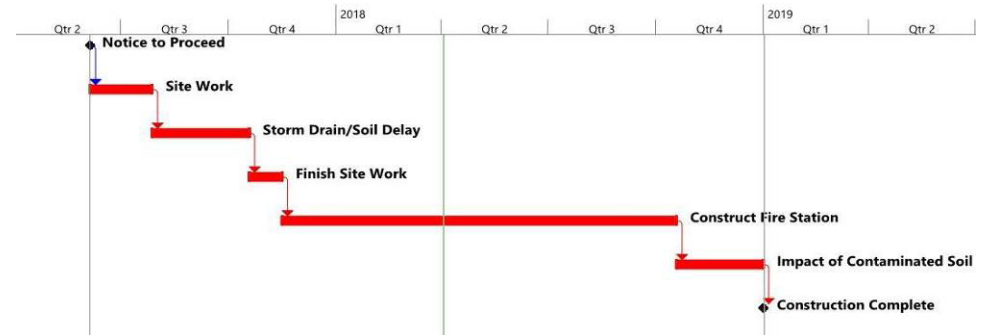 2018 2019
Qtr 2 Qtr 3 Qtr 4 Qtr 1 Qtr 2 Qtr 3 Qtr 4 Qtr 1 Qtr 2
Notice to Proceed
Site Work
Storm Drain/Soil Delay
Finish Site Work
Construct Fire Station
Impact of Contaminated Soil
Construction Complete